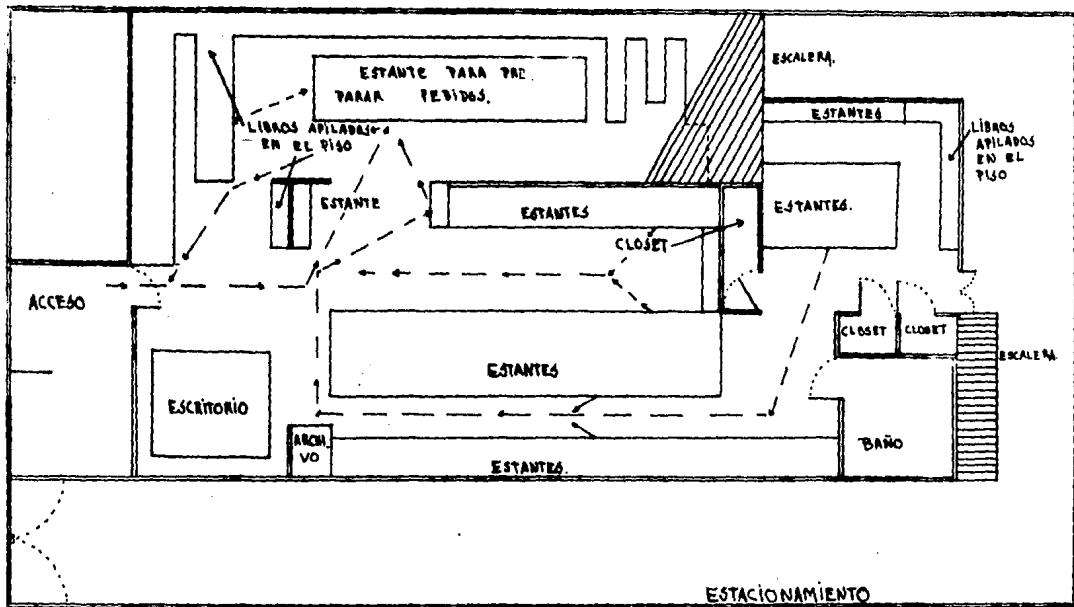 ESTANTE PARA PRE
PARAR PEDIDOS.
ESCALERA.
ESTANTES
LIBROS APILADOS
EN EL PISO
LIBROS
APILADOS
EN EL
PISO
ESTANTE
ESTANTES
ESTANTES.
CLOSET
ACCESO
CLOSET
CLOSET
ESCALERA
ESTANTES
ESCRITORIO
ARCHI_
VO
BAÑO
ESTANTES.
ESTACIONAMIENTO